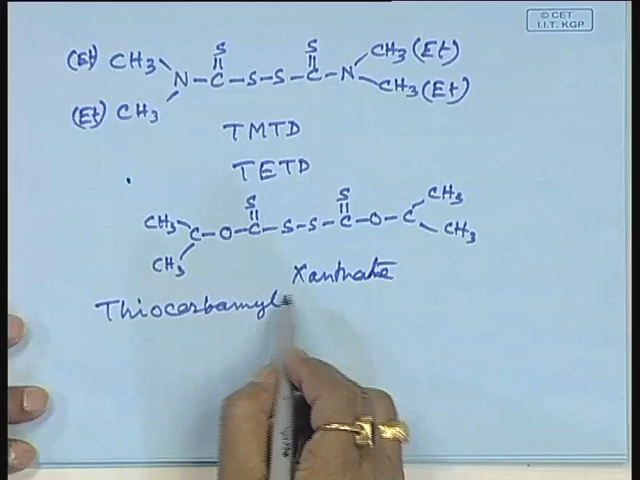 © CET
I.I.T. KGP
(Et) CH3 S S CH3 (Et)
N-C-S-S-C-N
(Et) CH3 CH3 (Et)
TMTD
TETD
CH3 S S CH3
C-O-C-S-S-C-O-C
CH3 CH3
Xanthate
Thiocarbamyl